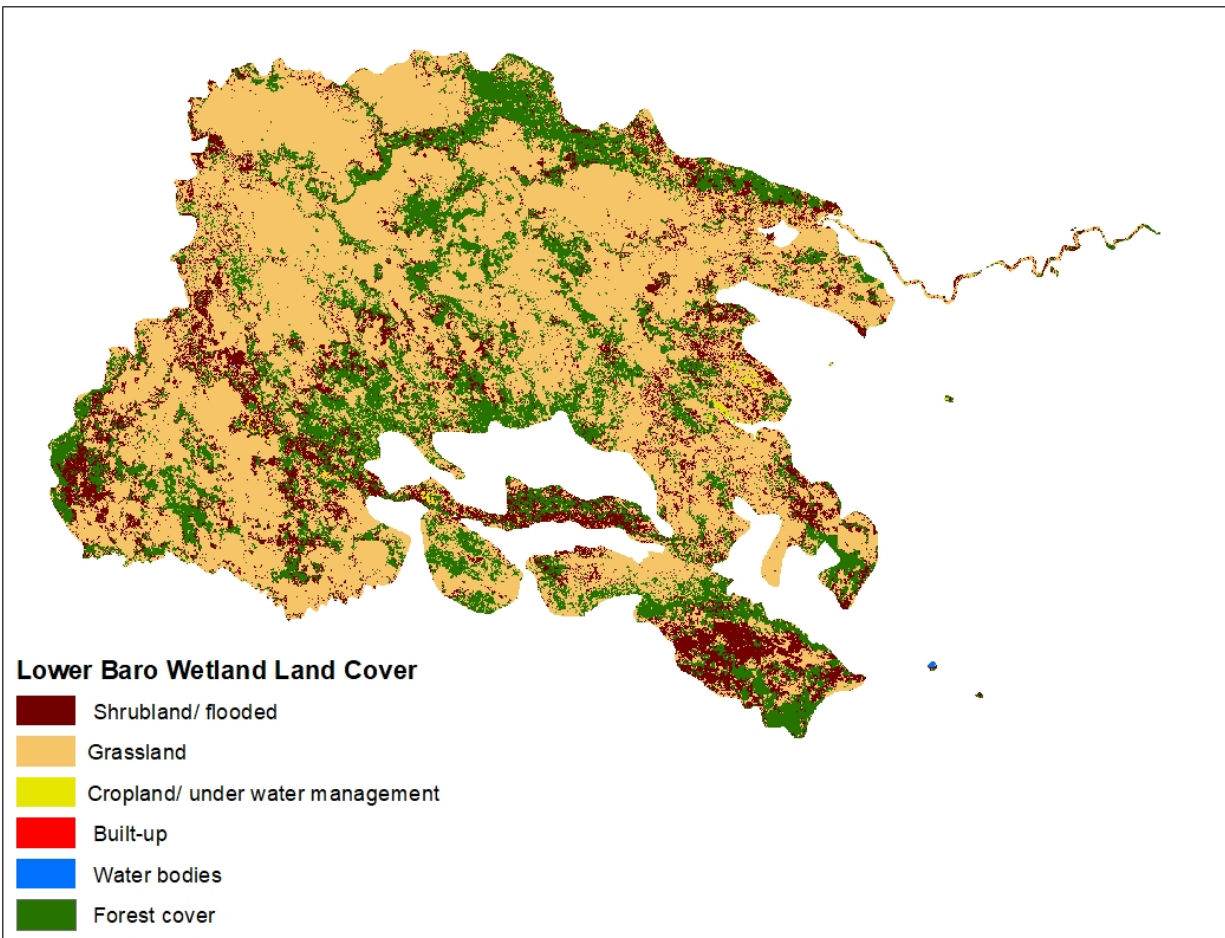 Lower Baro Wetland Land Cover
Shrubland/ flooded
Grassland
Cropland/ under water management
Built-up
Water bodies
Forest cover